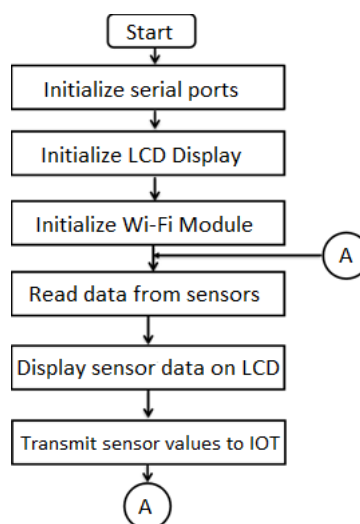 Start
Initialize serial ports
Initialize LCD Display
Initialize Wi-Fi Module
A
Read data from sensors
Display sensor data on LCD
Transmit sensor values to IOT
A